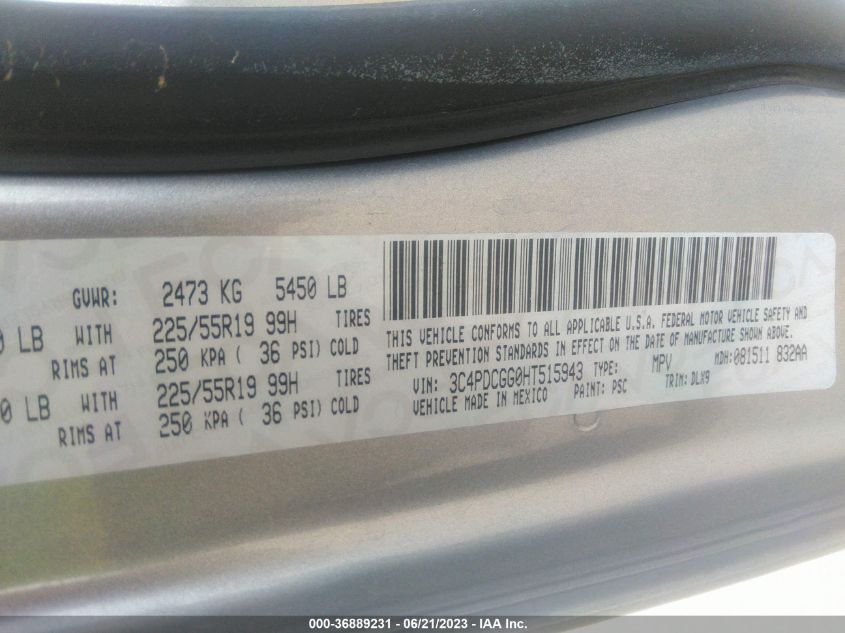 GVWR: 2473 KG 5450 LB
0 LB WITH 225/55R19 99H TIRES
RIMS AT 250 KPA ( 36 PSI) COLD
0 LB WITH 225/55R19 99H TIRES
RIMS AT 250 KPA ( 36 PSI) COLD
THIS VEHICLE CONFORMS TO ALL APPLICABLE U.S.A. FEDERAL MOTOR VEHICLE SAFETY AND
THEFT PREVENTION STANDARDS IN EFFECT ON THE DATE OF MANUFACTURE SHOWN ABOVE.
VIN: 3C4PDCGG0HT515943 TYPE: MPV MDH:081511 832AA
VEHICLE MADE IN MEXICO PAINT: PSC TRIM: DLX9
000-36889231 - 06/21/2023 - IAA, Inc.